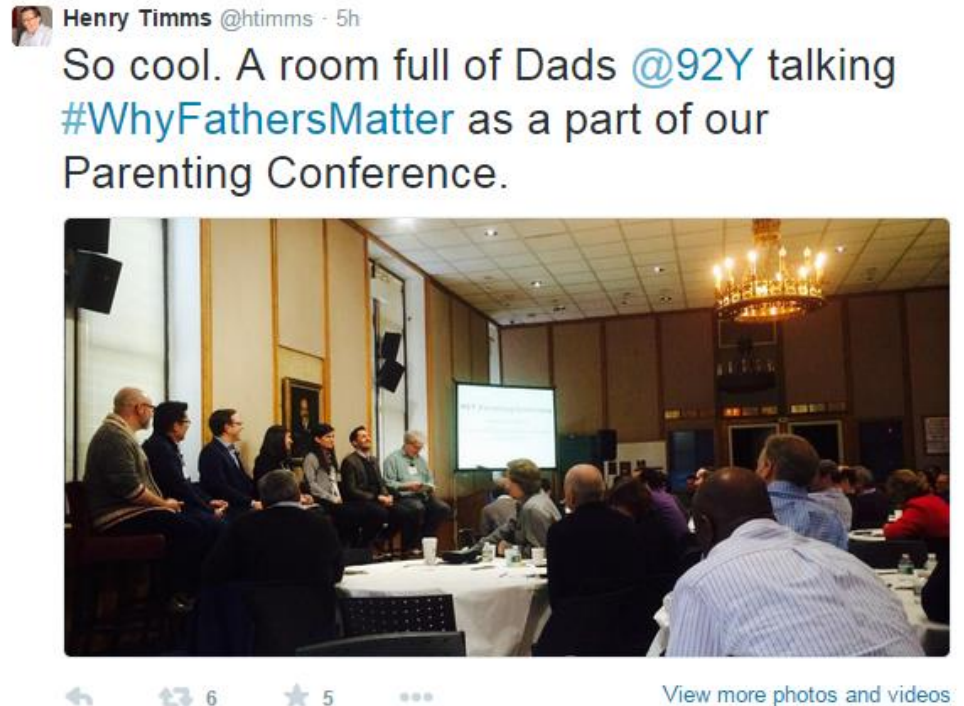 Henry Timms @htimms · 5h
So cool. A room full of Dads @92Y talking
#WhyFathersMatter as a part of our
Parenting Conference.
6 5
View more photos and videos